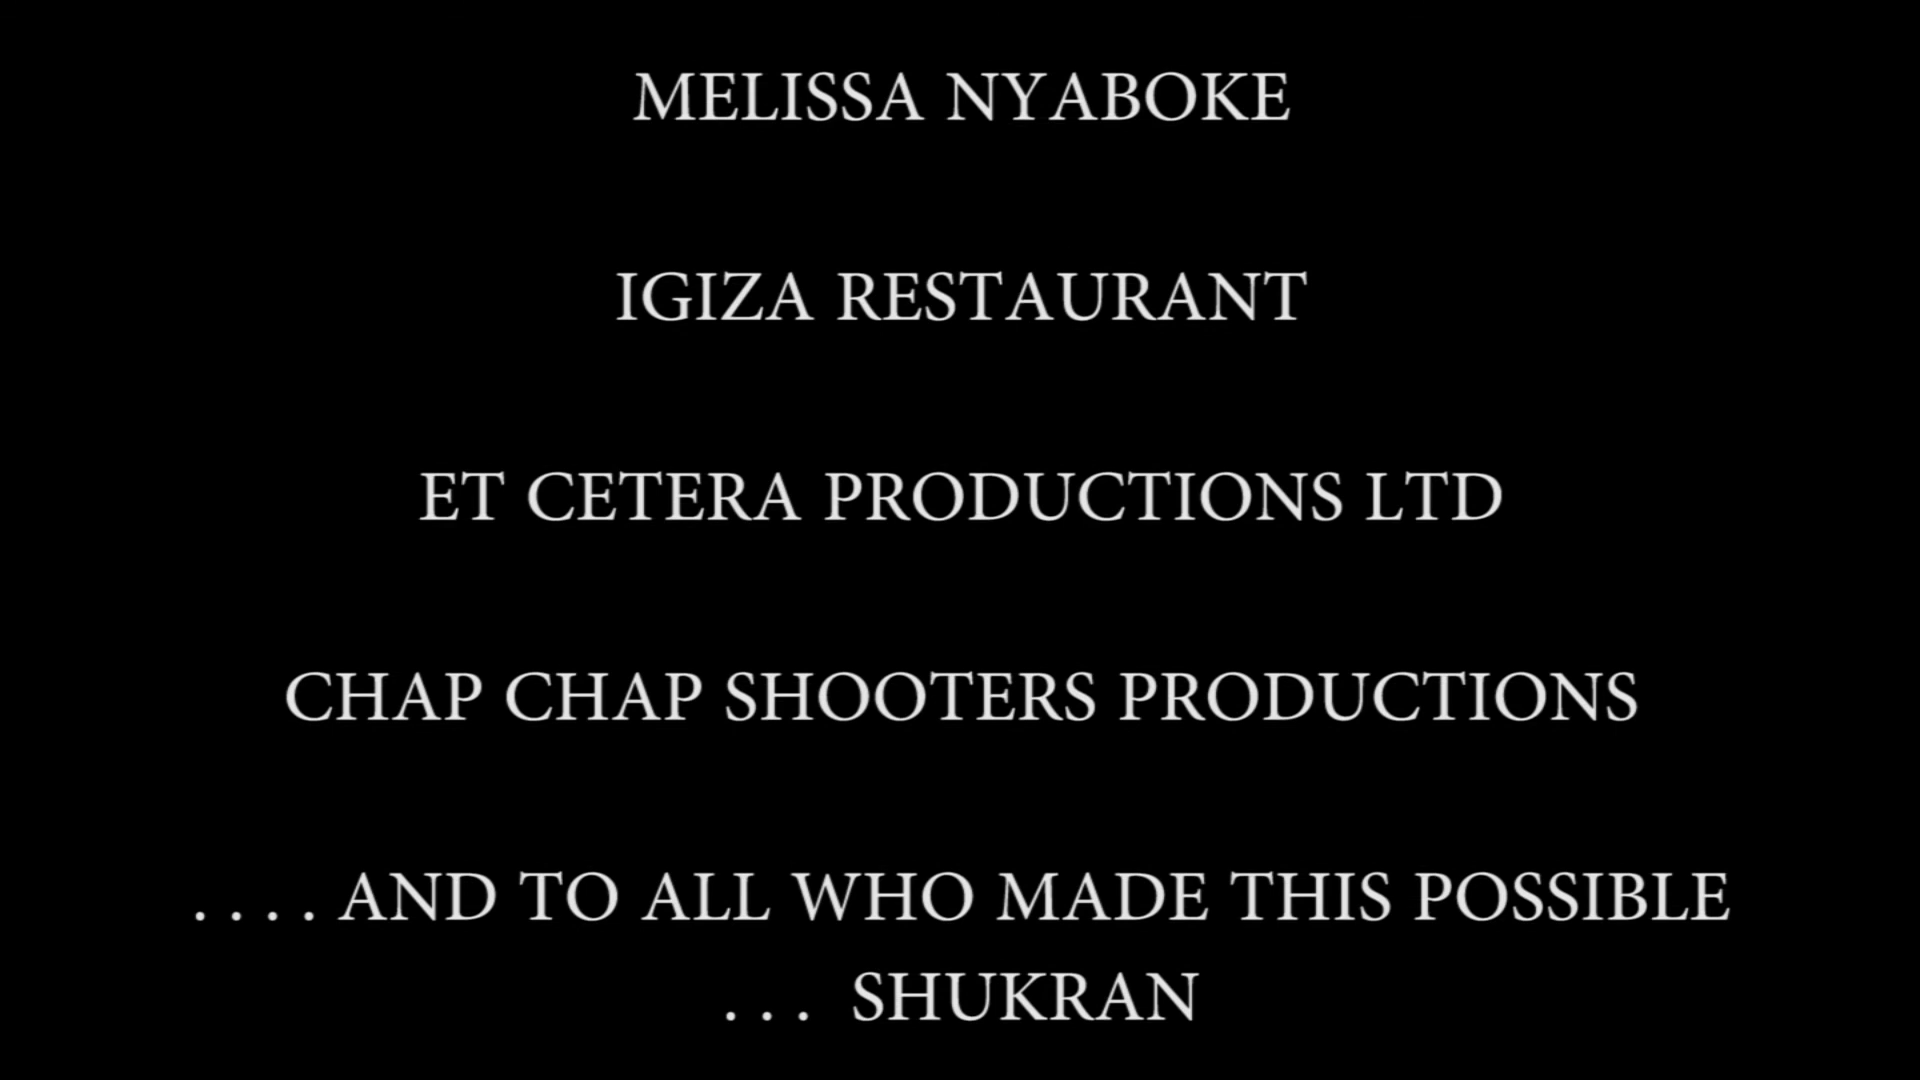 MELISSA NYABOKE
IGIZA RESTAURANT
ET CETERA PRODUCTIONS LTD
CHAP CHAP SHOOTERS PRODUCTIONS
. . . . AND TO ALL WHO MADE THIS POSSIBLE
. . . SHUKRAN